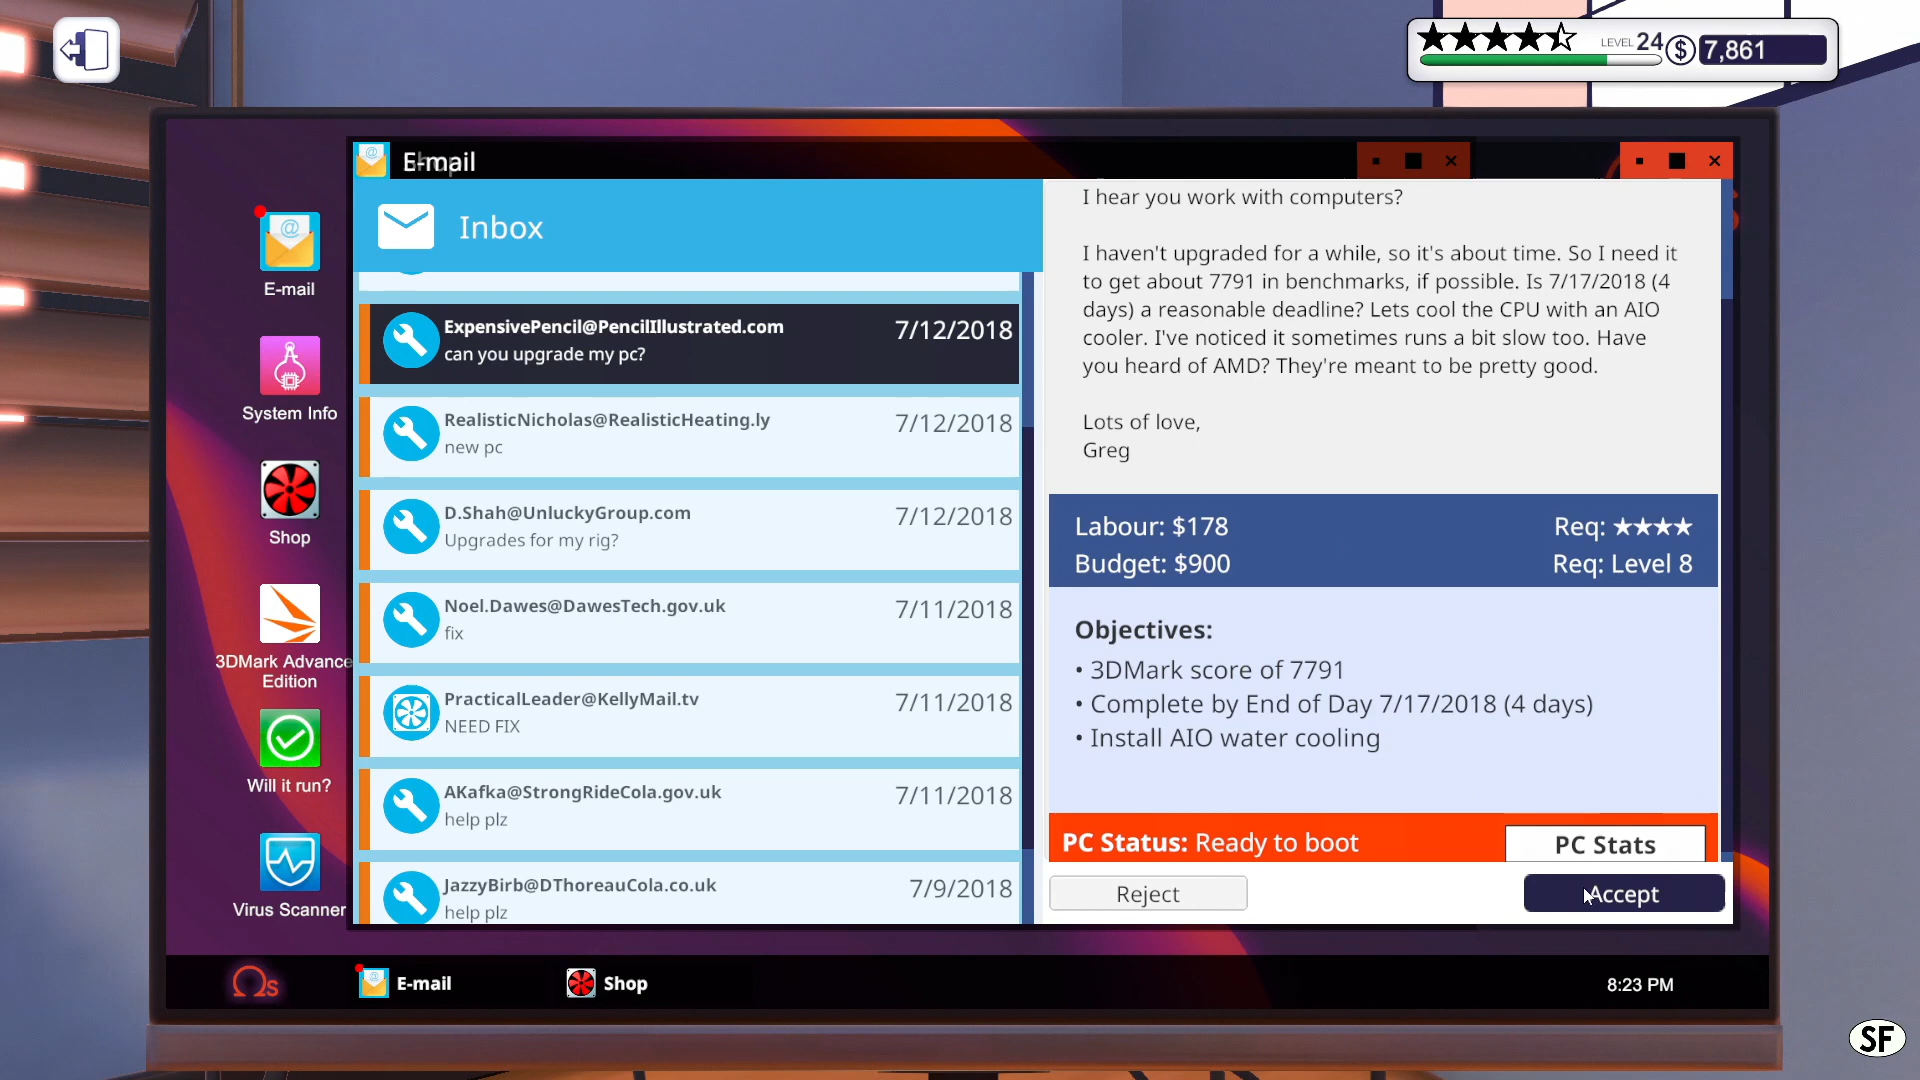 LEVEL 24
7,861
E-mail
Inbox
ExpensivePencil@PencilIllustrated.com
7/12/2018
can you upgrade my pc?
RealisticNicholas@RealisticHeating.ly
7/12/2018
new pc
D.Shah@UnluckyGroup.com
7/12/2018
Upgrades for my rig?
Noel.Dawes@DawesTech.gov.uk
7/11/2018
fix
PracticalLeader@KellyMail.tv
7/11/2018
NEED FIX
AKafka@StrongRideCola.gov.uk
7/11/2018
help plz
JazzyBirb@DThoreauCola.co.uk
7/9/2018
help plz
I hear you work with computers?
I haven't upgraded for a while, so it's about time. So I need it
to get about 7791 in benchmarks, if possible. Is 7/17/2018 (4
days) a reasonable deadline? Lets cool the CPU with an AIO
cooler. I've noticed it sometimes runs a bit slow too. Have
you heard of AMD? They're meant to be pretty good.
Lots of love,
Greg
Labour: $178
Req: ★★★★
Budget: $900
Req: Level 8
Objectives:
• 3DMark score of 7791
• Complete by End of Day 7/17/2018 (4 days)
• Install AIO water cooling
PC Status: Ready to boot
PC Stats
Reject
Accept
E-mail
System Info
Shop
3DMark Advance
Edition
Will it run?
Virus Scanner
Ωs
E-mail
Shop
8:23 PM
SF